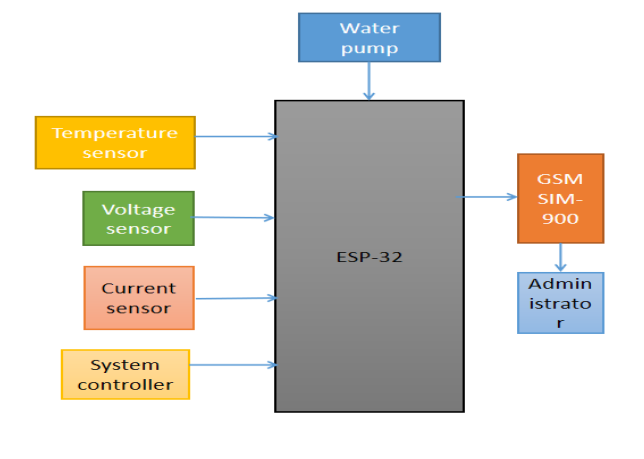 Water
pump
Temperature
sensor
Voltage
sensor
Current
sensor
System
controller
ESP-32
GSM
SIM-
900
Admin
istrato
r